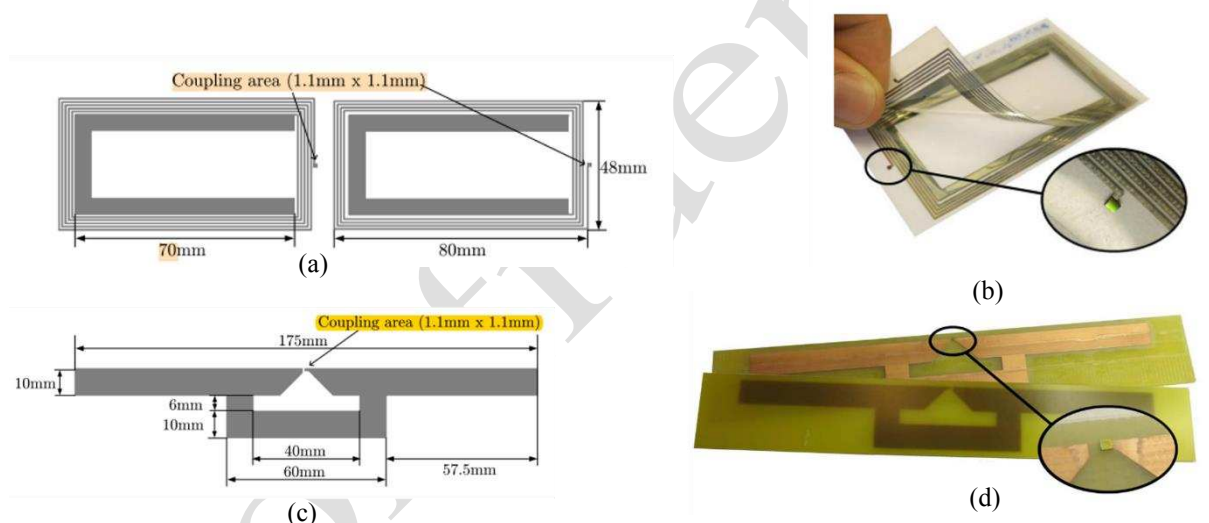 Coupling area (1.1mm x 1.1mm)
48mm
70mm
80mm
(a)
(b)
Coupling area (1.1mm x 1.1mm)
175mm
10mm
6mm
10mm
40mm
60mm
57.5mm
(c)
(d)